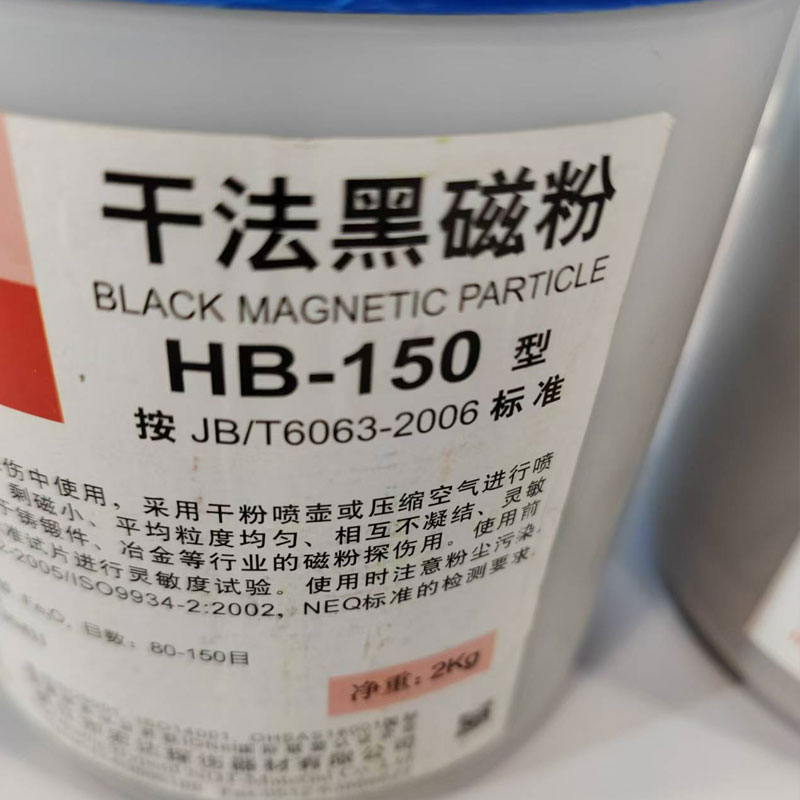 干法黑磁粉
BLACK MAGNETIC PARTICLE
HB-150 型
按 JB/T6063-2006 标准
伤中使用，采用干粉喷壶或压缩空气进行喷
剩磁小、平均粒度均匀、相互不凝结、灵敏
铸锻件、冶金等行业的磁粉探伤用。使用前
准试片进行灵敏度试验。使用时注意粉尘污染，
2-2005/ISO9934-2:2002, NEQ标准的检测要求.
目数：80-150目
净重：2Kg